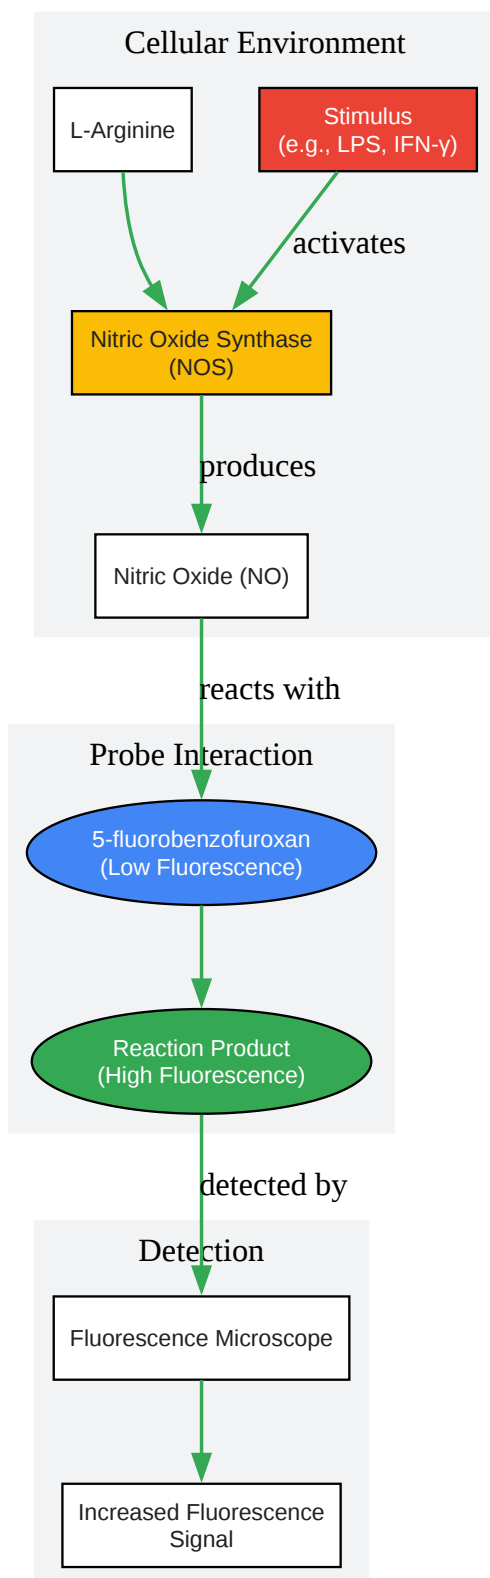 Cellular Environment
L-Arginine
Stimulus
(e.g., LPS, IFN-γ)
activates
Nitric Oxide Synthase
(NOS)
produces
Nitric Oxide (NO)
reacts with
Probe Interaction
5-fluorobenzofuroxan
(Low Fluorescence)
Reaction Product
(High Fluorescence)
detected by
Detection
Fluorescence Microscope
Increased Fluorescence
Signal